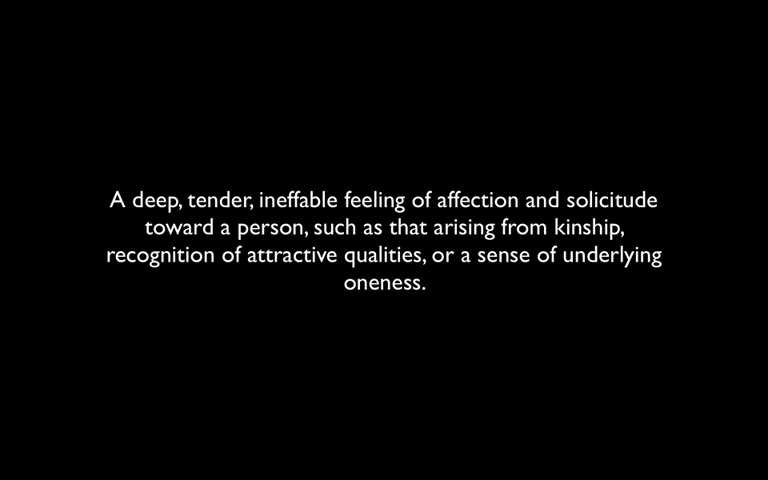 A deep, tender, ineffable feeling of affection and solicitude
toward a person, such as that arising from kinship,
recognition of attractive qualities, or a sense of underlying
oneness.